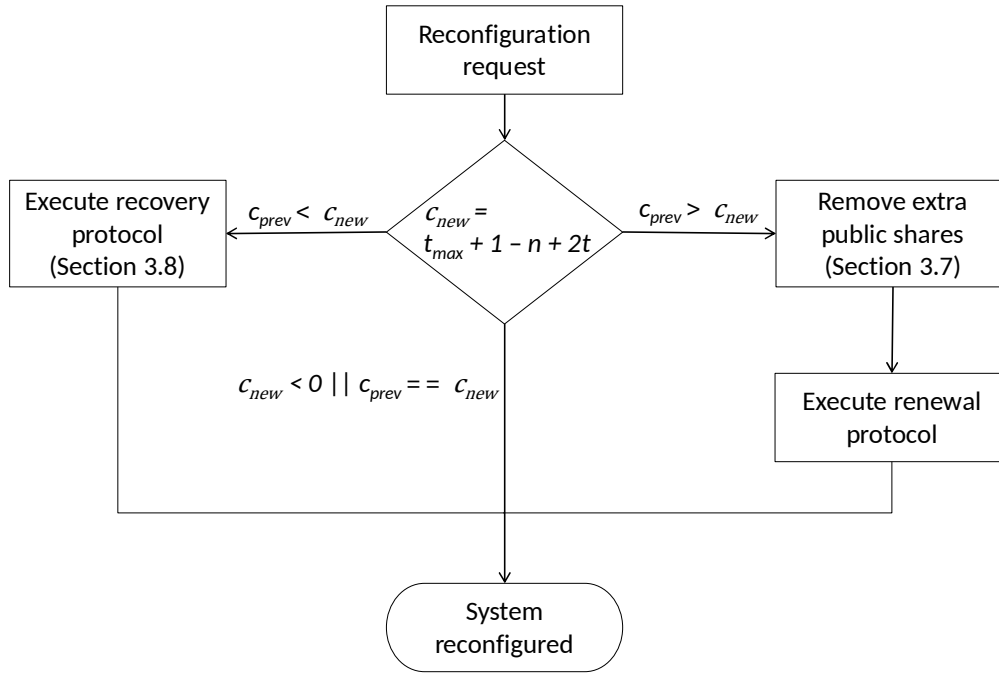 Reconfiguration
request
Execute recovery
protocol
(Section 3.8)
c_prev < c_new
c_new =
t_max + 1 – n + 2t
c_prev > c_new
Remove extra
public shares
(Section 3.7)
c_new < 0 || c_prev = = c_new
Execute renewal
protocol
System
reconfigured